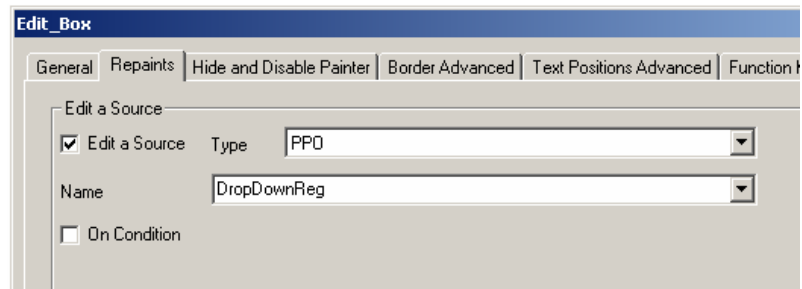 Edit_Box
General Repaints Hide and Disable Painter Border Advanced Text Positions Advanced Function
Edit a Source
Edit a Source Type PPO
Name DropDownReg
On Condition